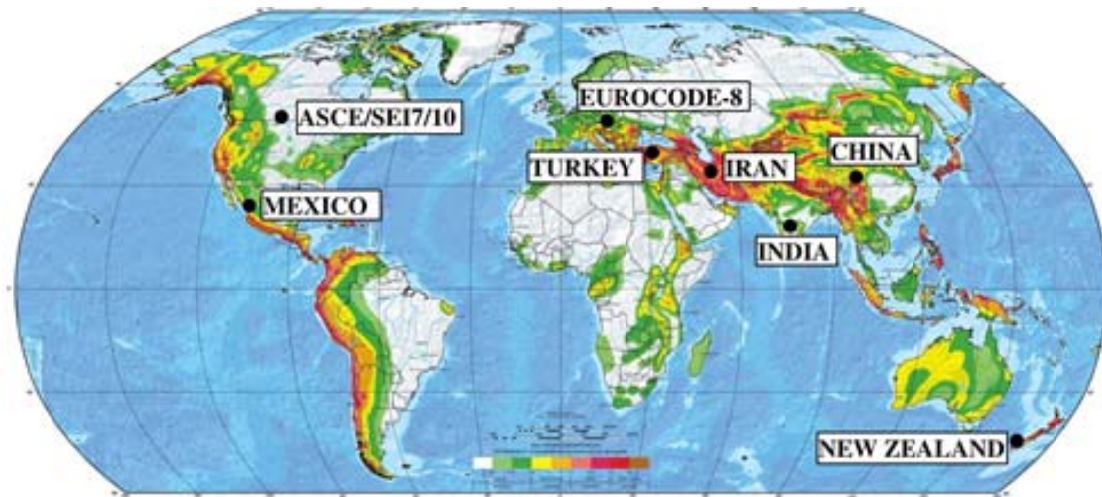 EUROCODE-8
ASCE/SEI7/10
CHINA
TURKEY
IRAN
MEXICO
INDIA
NEW ZEALAND